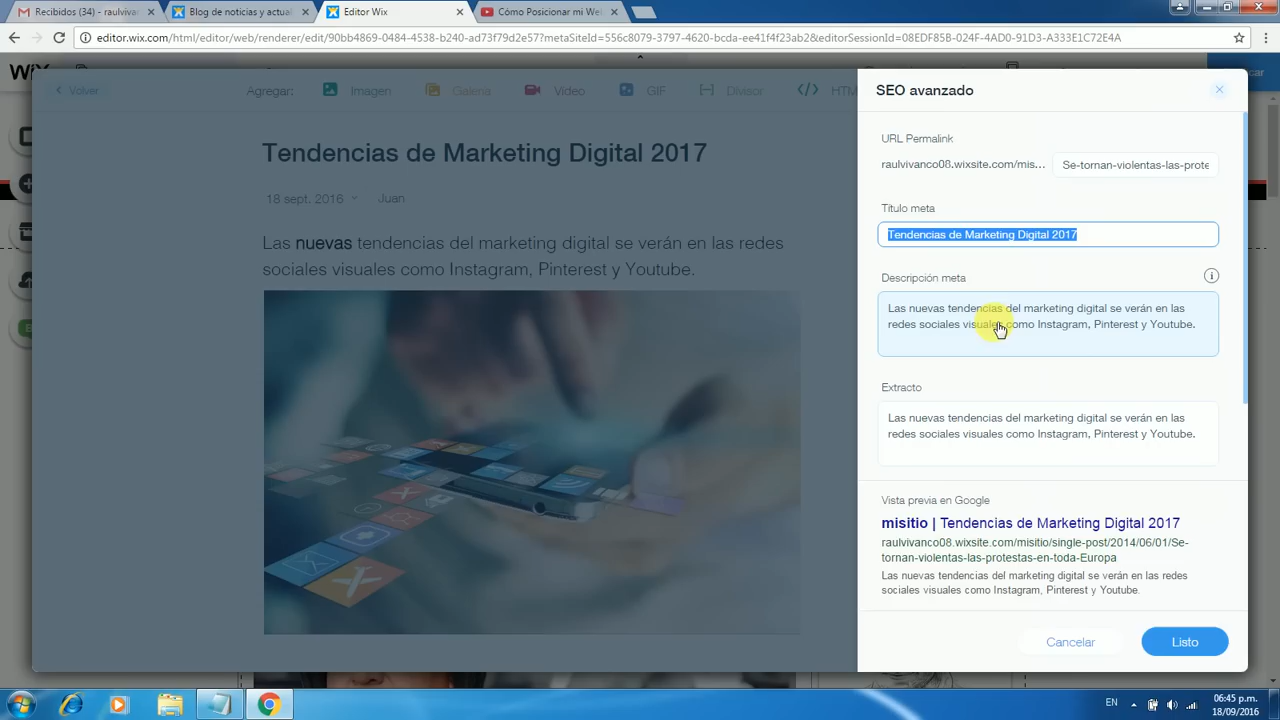 Recibidos (34) - raulvivan
Blog de noticias y actual
Editor Wix
Cómo Posicionar mi Web
editor.wix.com/html/editor/web/renderer/edit/90bb4869-0484-4538-b240-ad73f79d2e57?metaSiteId=556c8079-3797-4620-bcda-ee41f4f23ab2&editorSessionId=08EDF85B-024F-4AD0-91D3-A333E1C72E4A
WiX
Volver
Agregar: Imagen Galería Video GIF Divisor HTM
SEO avanzado
Tendencias de Marketing Digital 2017
18 sept. 2016 Juan
Las nuevas tendencias del marketing digital se verán en las redes
sociales visuales como Instagram, Pinterest y Youtube.
URL Permalink
raulvivanco08.wixsite.com/mis... Se-tornan-violentas-las-prote
Título meta
Tendencias de Marketing Digital 2017
Descripción meta
Las nuevas tendencias del marketing digital se verán en las
redes sociales visuales como Instagram, Pinterest y Youtube.
Extracto
Las nuevas tendencias del marketing digital se verán en las
redes sociales visuales como Instagram, Pinterest y Youtube.
Vista previa en Google
misitio | Tendencias de Marketing Digital 2017
raulvivanco08.wixsite.com/misitio/single-post/2014/06/01/Se-
tornan-violentas-las-protestas-en-toda-Europa
Las nuevas tendencias del marketing digital se verán en las redes
sociales visuales como Instagram, Pinterest y Youtube.
Cancelar Listo
EN
06:45 p.m.
18/09/2016